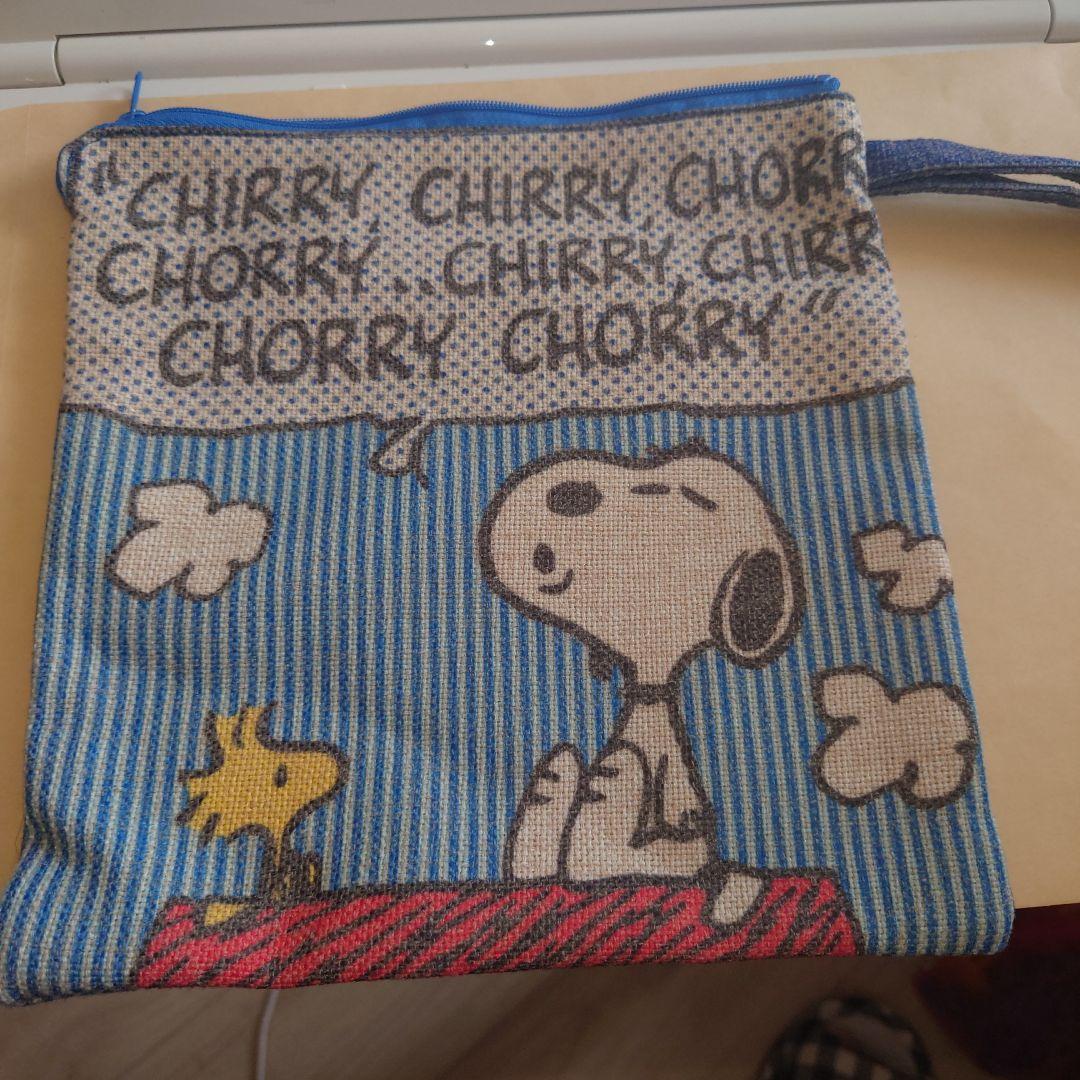 "CHIRRY, CHIRRY, CHORR
CHORRY...CHIRRY, CHIRR
CHORRY CHORRY"